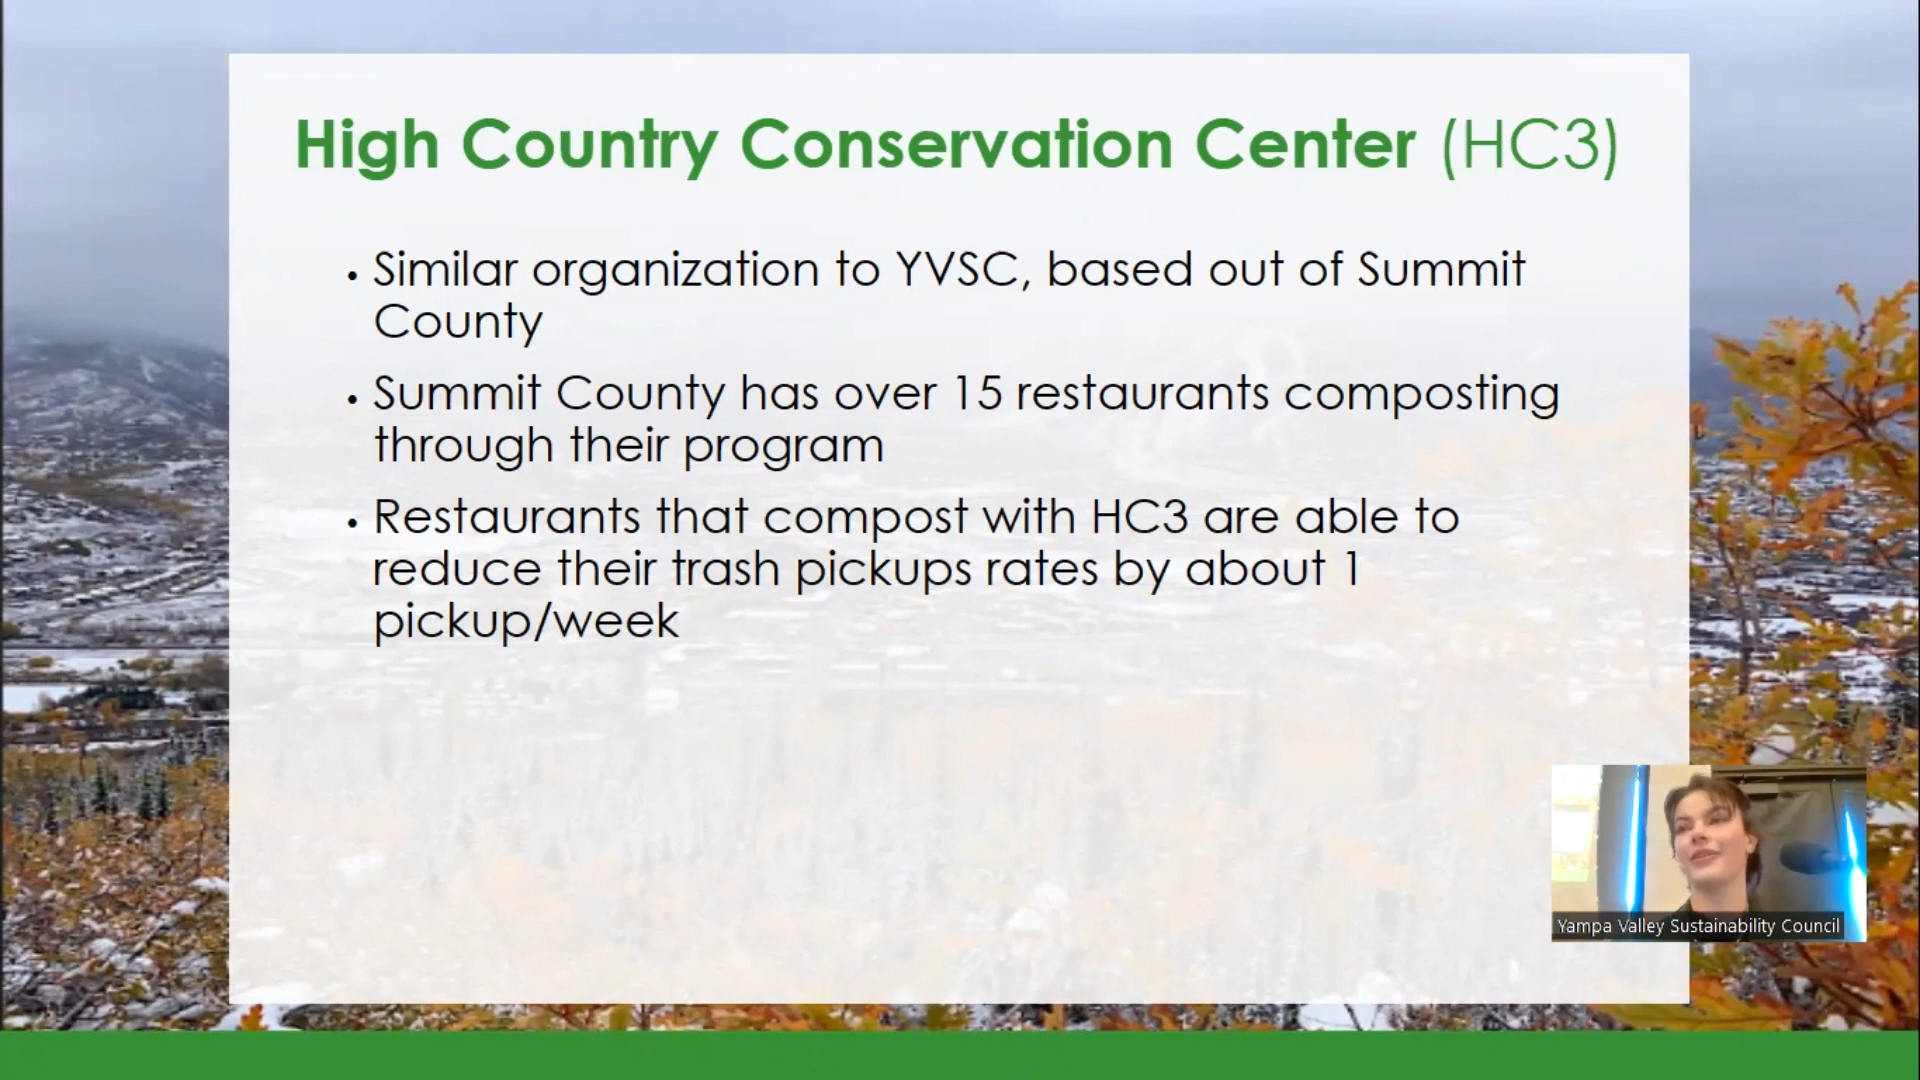 High Country Conservation Center (HC3)
• Similar organization to YVSC, based out of Summit
County
• Summit County has over 15 restaurants composting
through their program
• Restaurants that compost with HC3 are able to
reduce their trash pickups rates by about 1
pickup/week
Yampa Valley Sustainability Council